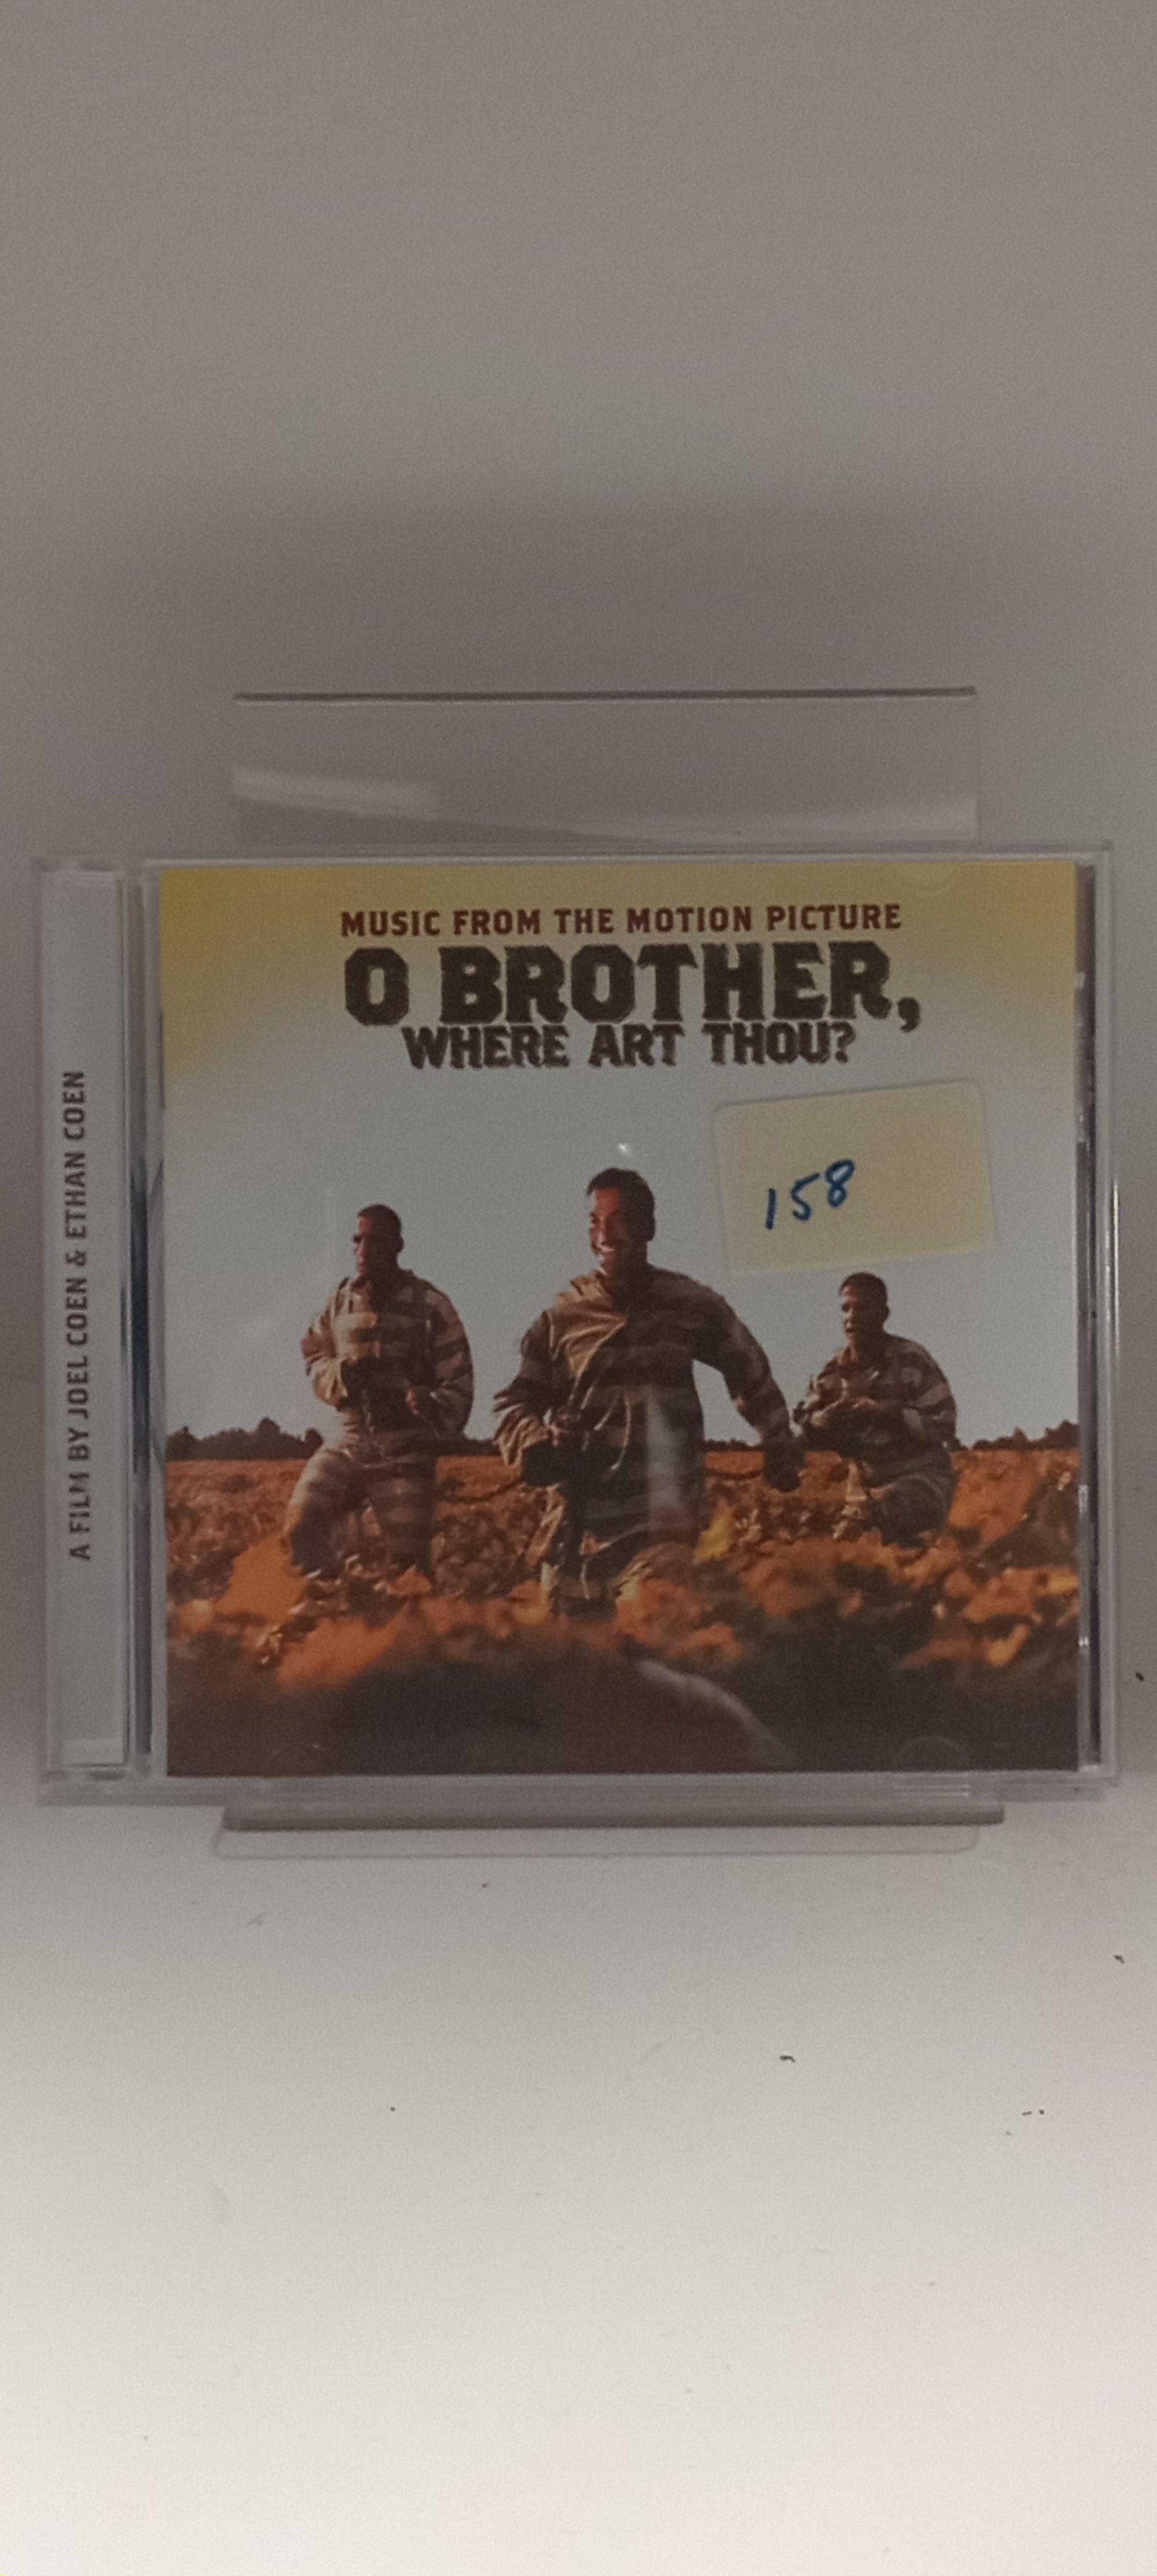 MUSIC FROM THE MOTION PICTURE
O BROTHER,
WHERE ART THOU?
158
A FILM BY JOEL COEN & ETHAN COEN